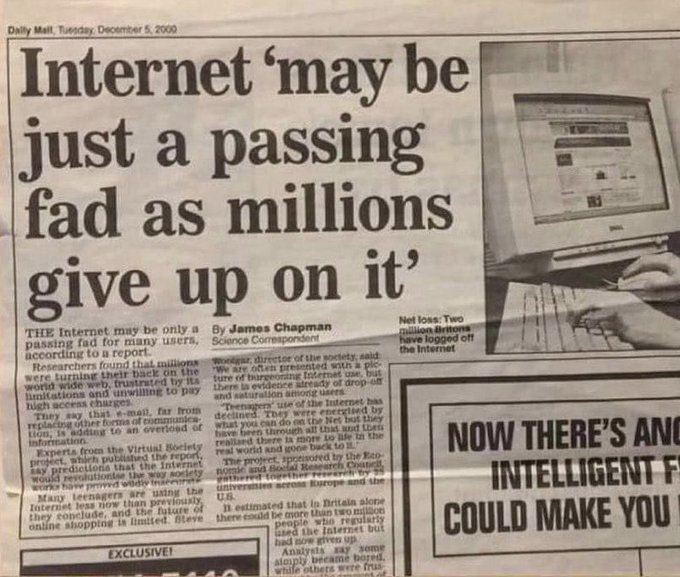 Daily Mail, Tuesday, December 5, 2000
Internet ‘may be
just a passing
fad as millions
give up on it’
THE Internet may be only a
passing fad for many users,
according to a report.
Researchers found that millions
were turning their back on the
world wide web, frustrated by its
limitations and unwilling to pay
high access charges.
They say that e-mail, far from
replacing other forms of communica-
tion, is adding to an overload of
information.
Experts from the Virtual Society
project, which published the report,
say predictions that the Internet
would revolutionise the way society
works have proved wildly inaccurate.
Many teenagers are using the
Internet less now than previously,
they conclude, and the future of
online shopping is limited. Steve
By James Chapman
Science Correspondent
Woolgar, director of the society, said:
‘We are often presented with a pic-
ture of burgeoning Internet use, but
there is evidence already of drop-off
and saturation among users.
‘Teenagers’ use of the Internet has
declined. They were energised by
what you can do on the Net but they
have been through all that and then
realised there is more to life in the
real world and gone back to it.’
The project, sponsored by the Eco-
nomic and Social Research Council,
gathered together research by 25
universities across Europe and the
U.S.
It estimated that in Britain alone
there could be more than two million
people who regularly
used the Internet but
had now given up.
Analysts say some
simply became bored,
while others were frus-
Net loss: Two
million Britons
have logged off
the Internet
DELL
EXCLUSIVE!
NOW THERE'S AN
INTELLIGENT
COULD MAKE YOU